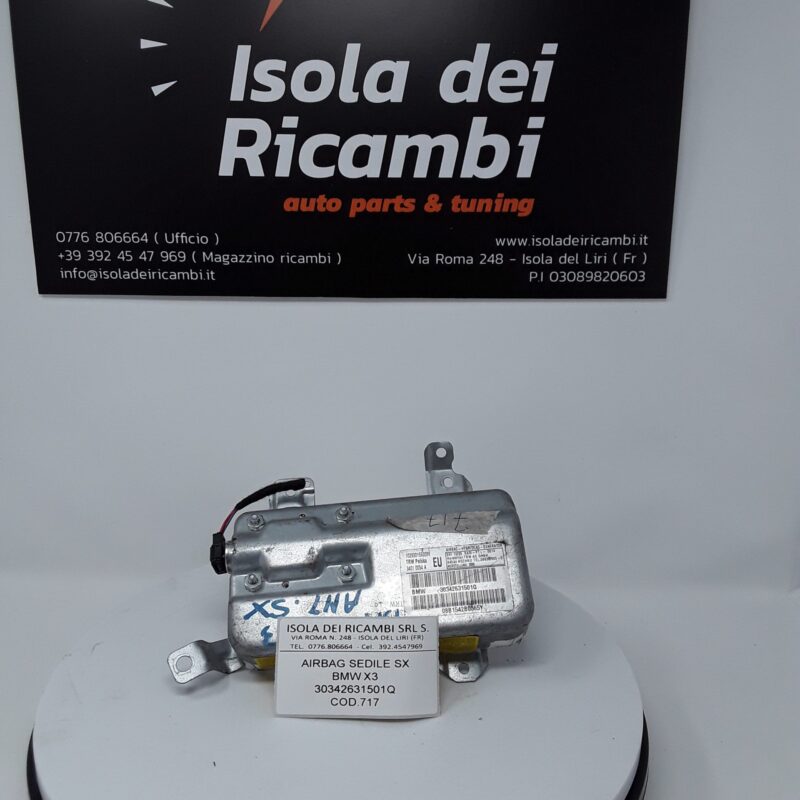 Isola dei
Ricambi
auto parts & tuning
0776 806664 ( Ufficio )
+39 392 45 47 969 ( Magazzino ricambi )
info@isoladeiricambi.it
www.isoladeiricambi.it
Via Roma 248 - Isola del Liri ( Fr )
P.I 03089820603
717
TRW Polska
EU
BMW
30342631501Q
ANT. SX
ISOLA DEI RICAMBI SRL S.
VIA ROMA N. 248 - ISOLA DEL LIRI (FR)
TEL. 0776.806664 - Cel. 392.4547969
AIRBAG SEDILE SX
BMW X3
30342631501Q
COD.717